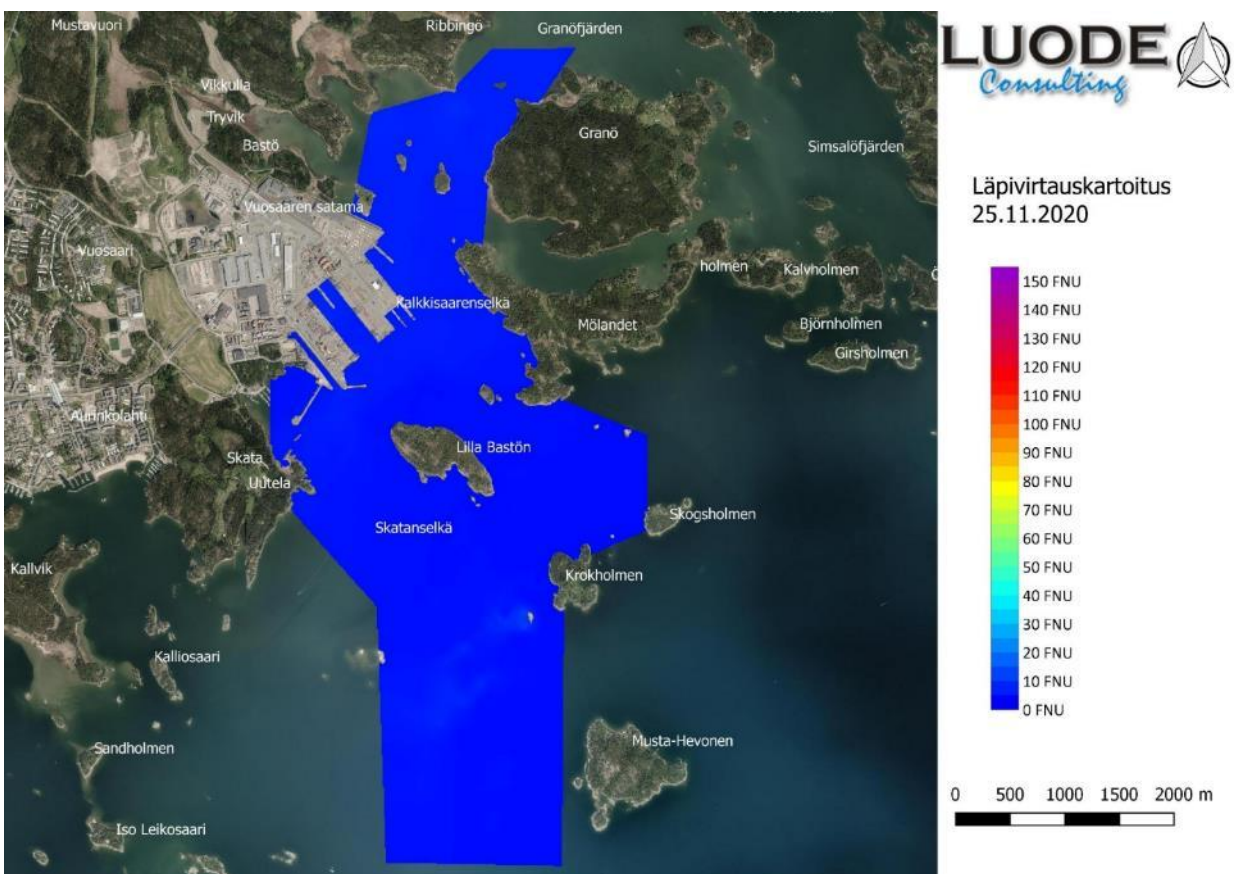 Mustavuori
Ribbingö
Granöfjärden
Vikkulla
Tryvik
Bastö
Granö
Simsalöfjärden
Vuosaaren satama
Vuosaari
holmen
Kalvholmen
Kalkkisaarenselkä
Mölandet
Björnholmen
Girsholmen
Aurinkolahti
Skata
Lilla Bastön
Uutela
Skatanselkä
Skogsholmen
Kallvik
Krokholmen
Kalliosaari
Sandholmen
Musta-Hevonen
Iso Leikosaari
LUODE
Consulting
Läpivirtauskartoitus
25.11.2020
150 FNU
140 FNU
130 FNU
120 FNU
110 FNU
100 FNU
90 FNU
80 FNU
70 FNU
60 FNU
50 FNU
40 FNU
30 FNU
20 FNU
10 FNU
0 FNU
0 500 1000 1500 2000 m